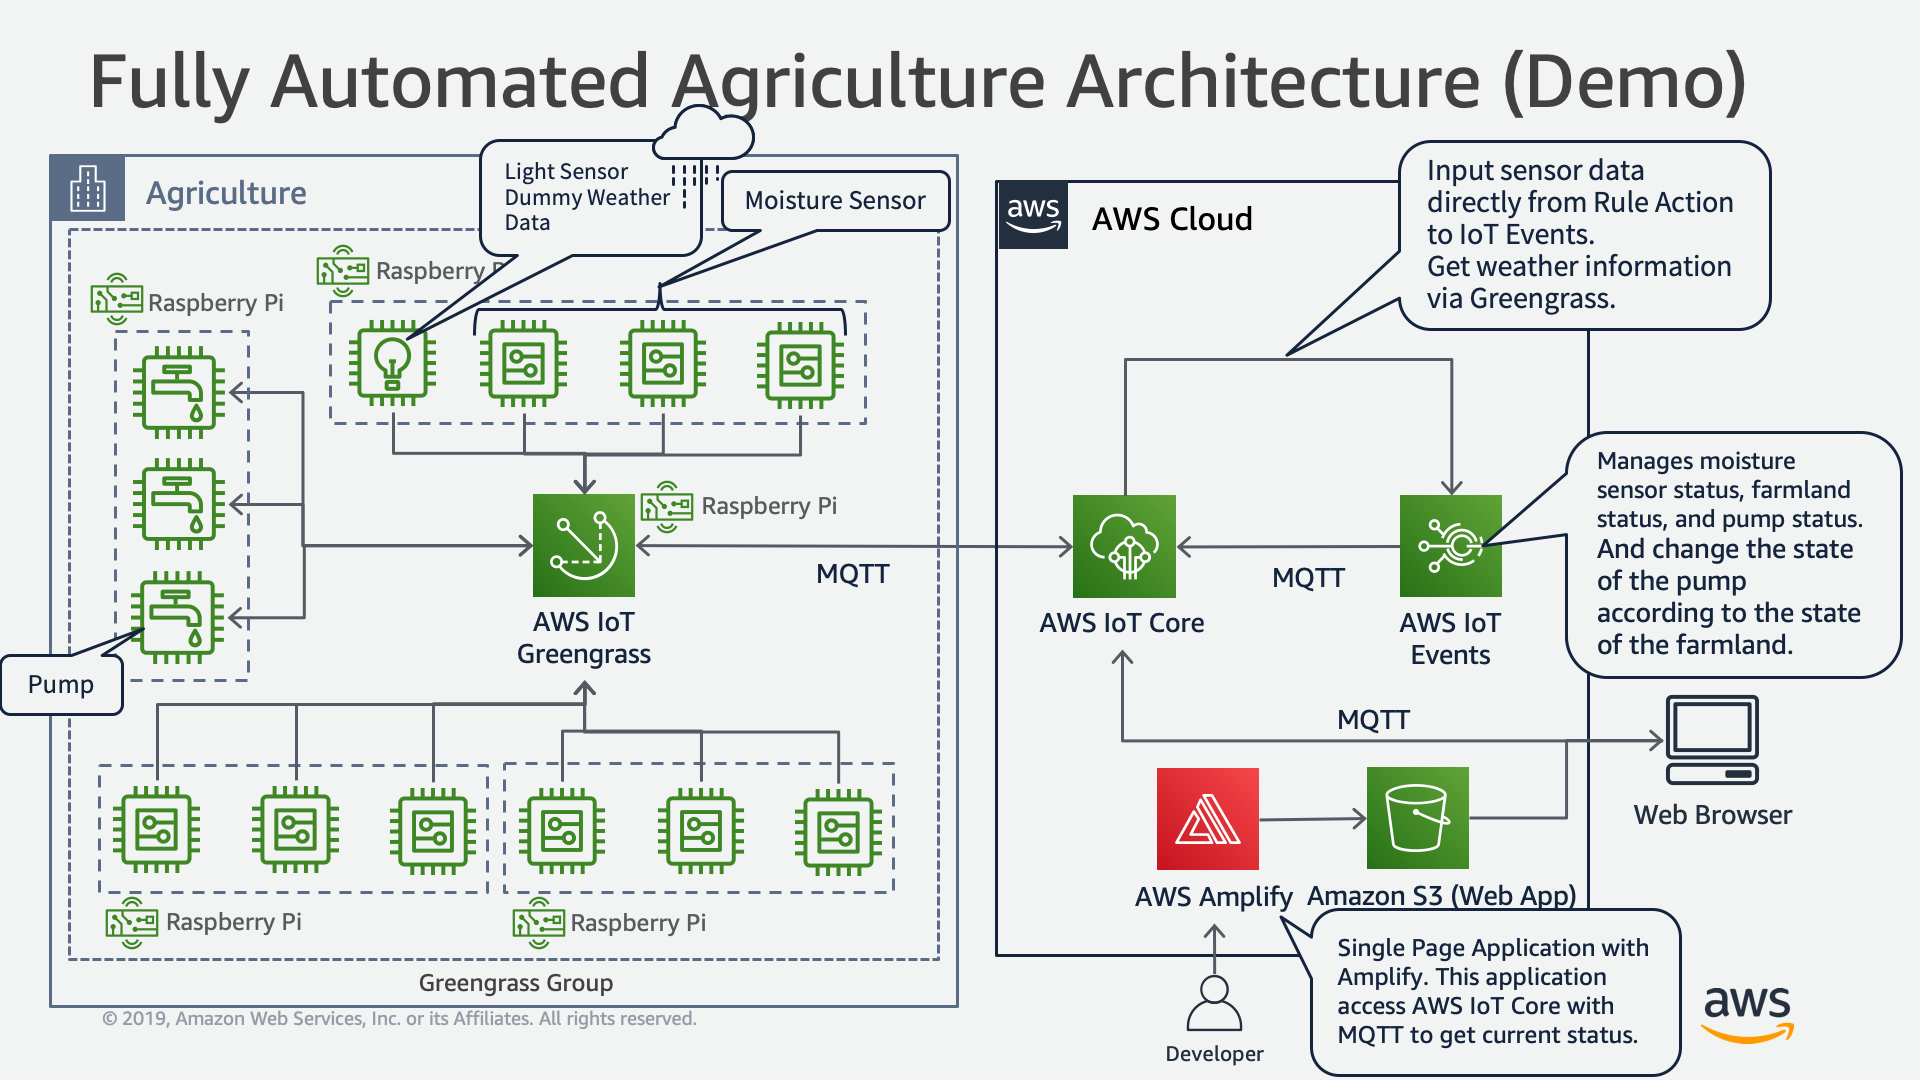 Fully Automated Agriculture Architecture (Demo)
Agriculture
Light Sensor
Dummy Weather
Data
Moisture Sensor
Raspberry P
Raspberry Pi
Raspberry Pi
AWS IoT
Greengrass
MQTT
Pump
Raspberry Pi
Raspberry Pi
Greengrass Group
© 2019, Amazon Web Services, Inc. or its Affiliates. All rights reserved.
aws
AWS Cloud
Input sensor data
directly from Rule Action
to IoT Events.
Get weather information
via Greengrass.
AWS IoT Core
MQTT
AWS IoT
Events
Manages moisture
sensor status, farmland
status, and pump status.
And change the state
of the pump
according to the state
of the farmland.
MQTT
Web Browser
AWS Amplify
Amazon S3 (Web App)
Single Page Application with
Amplify. This application
access AWS IoT Core with
MQTT to get current status.
Developer
aws